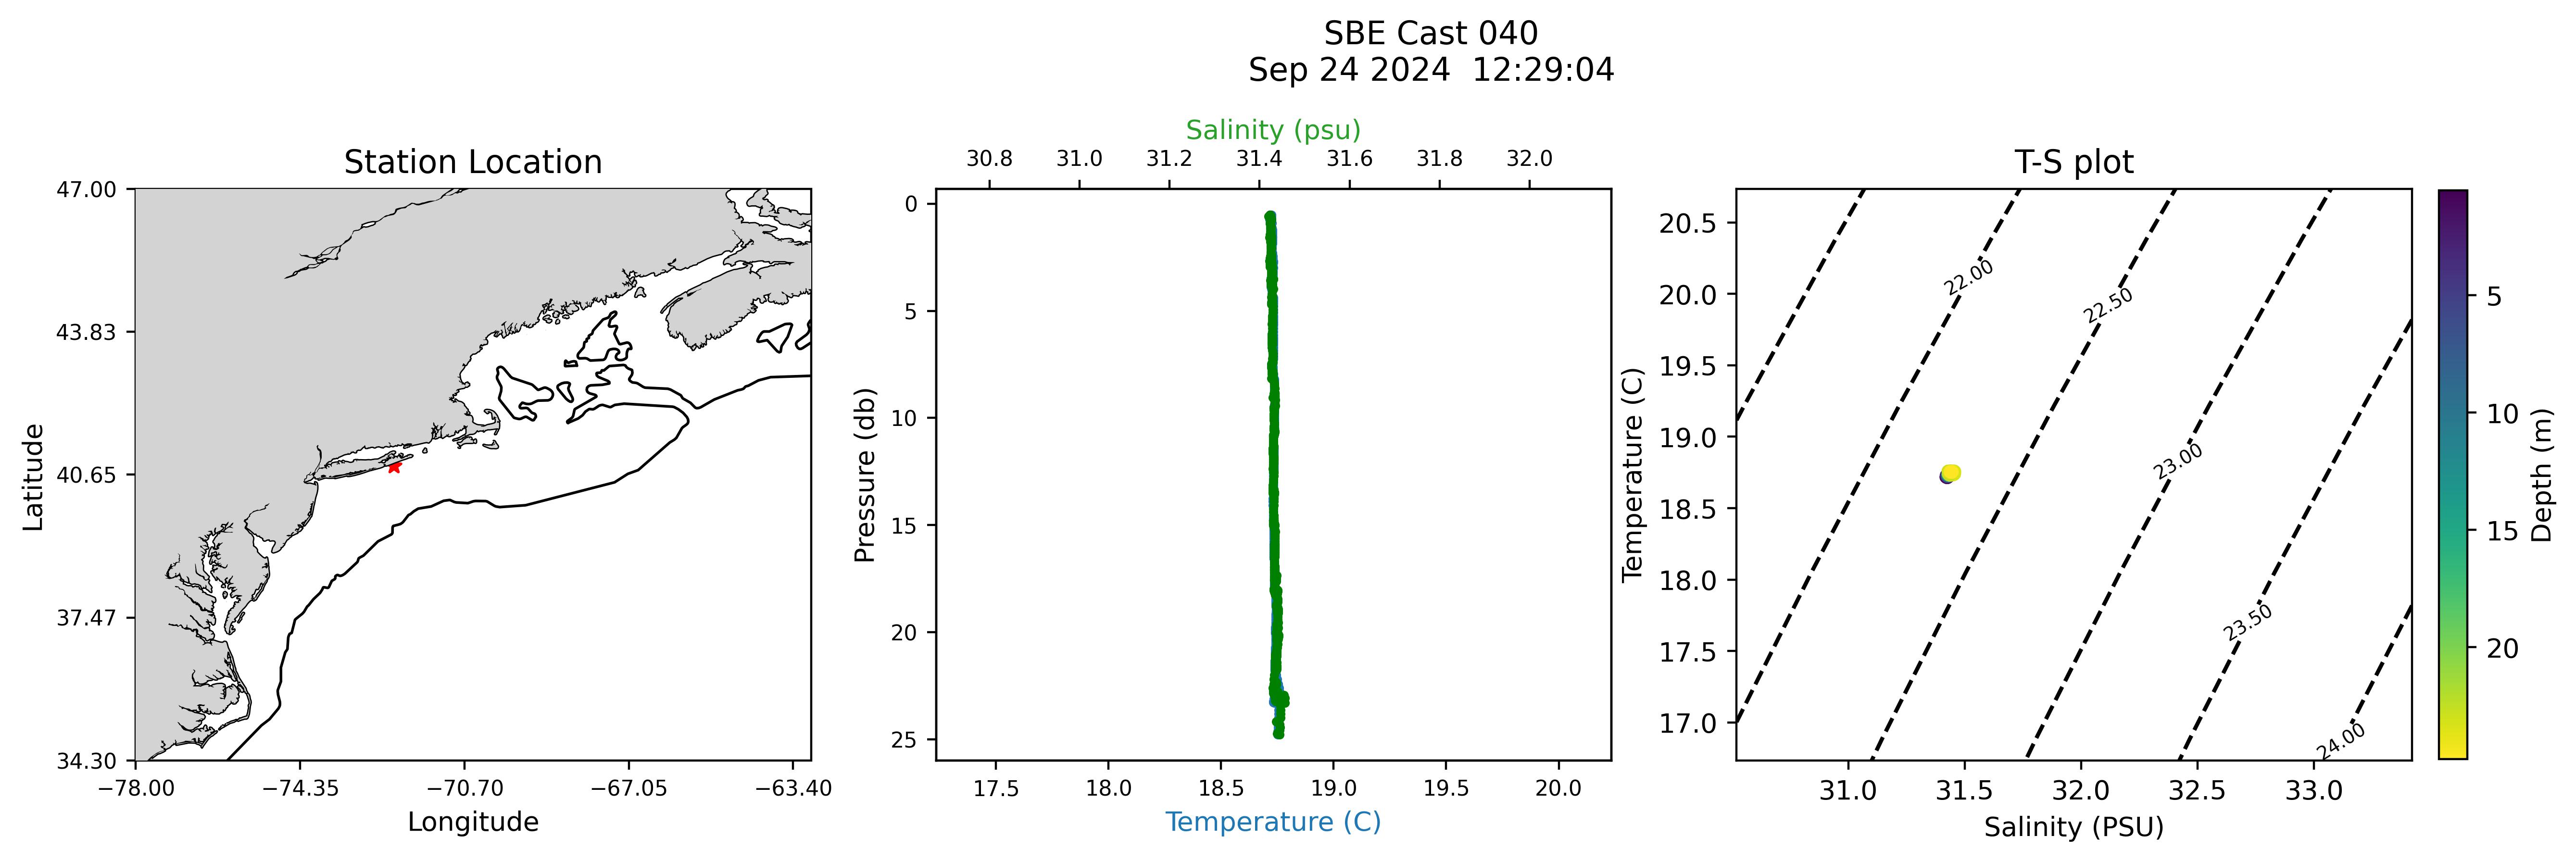 SBE Cast 040
Sep 24 2024  12:29:04
Station Location
47.00
43.83
40.65
37.47
34.30
Latitude
−78.00 −74.35 −70.70 −67.05 −63.40
Longitude
Salinity (psu)
30.8 31.0 31.2 31.4 31.6 31.8 32.0
0
5
10
15
20
25
Pressure (db)
17.5 18.0 18.5 19.0 19.5 20.0
Temperature (C)
T-S plot
20.5
20.0
19.5
19.0
18.5
18.0
17.5
17.0
Temperature (C)
22.00
22.50
23.00
23.50
24.00
31.0 31.5 32.0 32.5 33.0
Salinity (PSU)
5
10
15
20
Depth (m)